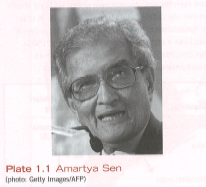 Plate 1.1 Amartya Sen
(photo: Getty Images/AFP)